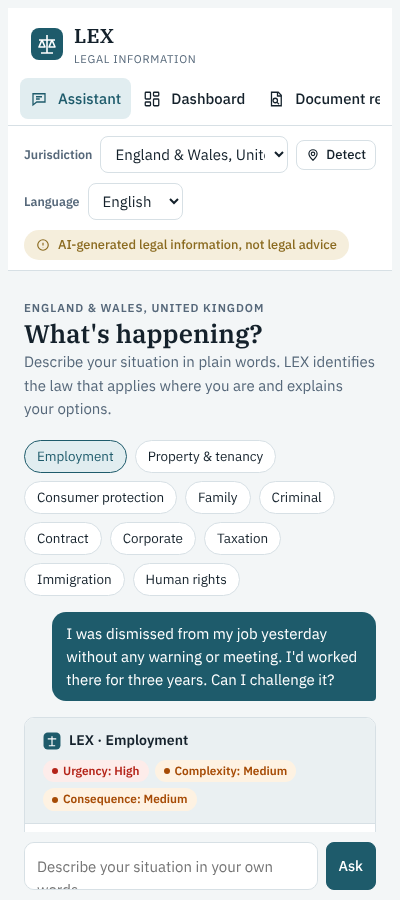 LEX
LEGAL INFORMATION
Assistant
Dashboard
Document re
Jurisdiction
England & Wales, Unit
Detect
Language
English
AI-generated legal information, not legal advice
ENGLAND & WALES, UNITED KINGDOM
What's happening?
Describe your situation in plain words. LEX identifies
the law that applies where you are and explains
your options.
Employment
Property & tenancy
Consumer protection
Family
Criminal
Contract
Corporate
Taxation
Immigration
Human rights
I was dismissed from my job yesterday
without any warning or meeting. I'd worked
there for three years. Can I challenge it?
LEX · Employment
Urgency: High
Complexity: Medium
Consequence: Medium
Describe your situation in your own
words.
Ask